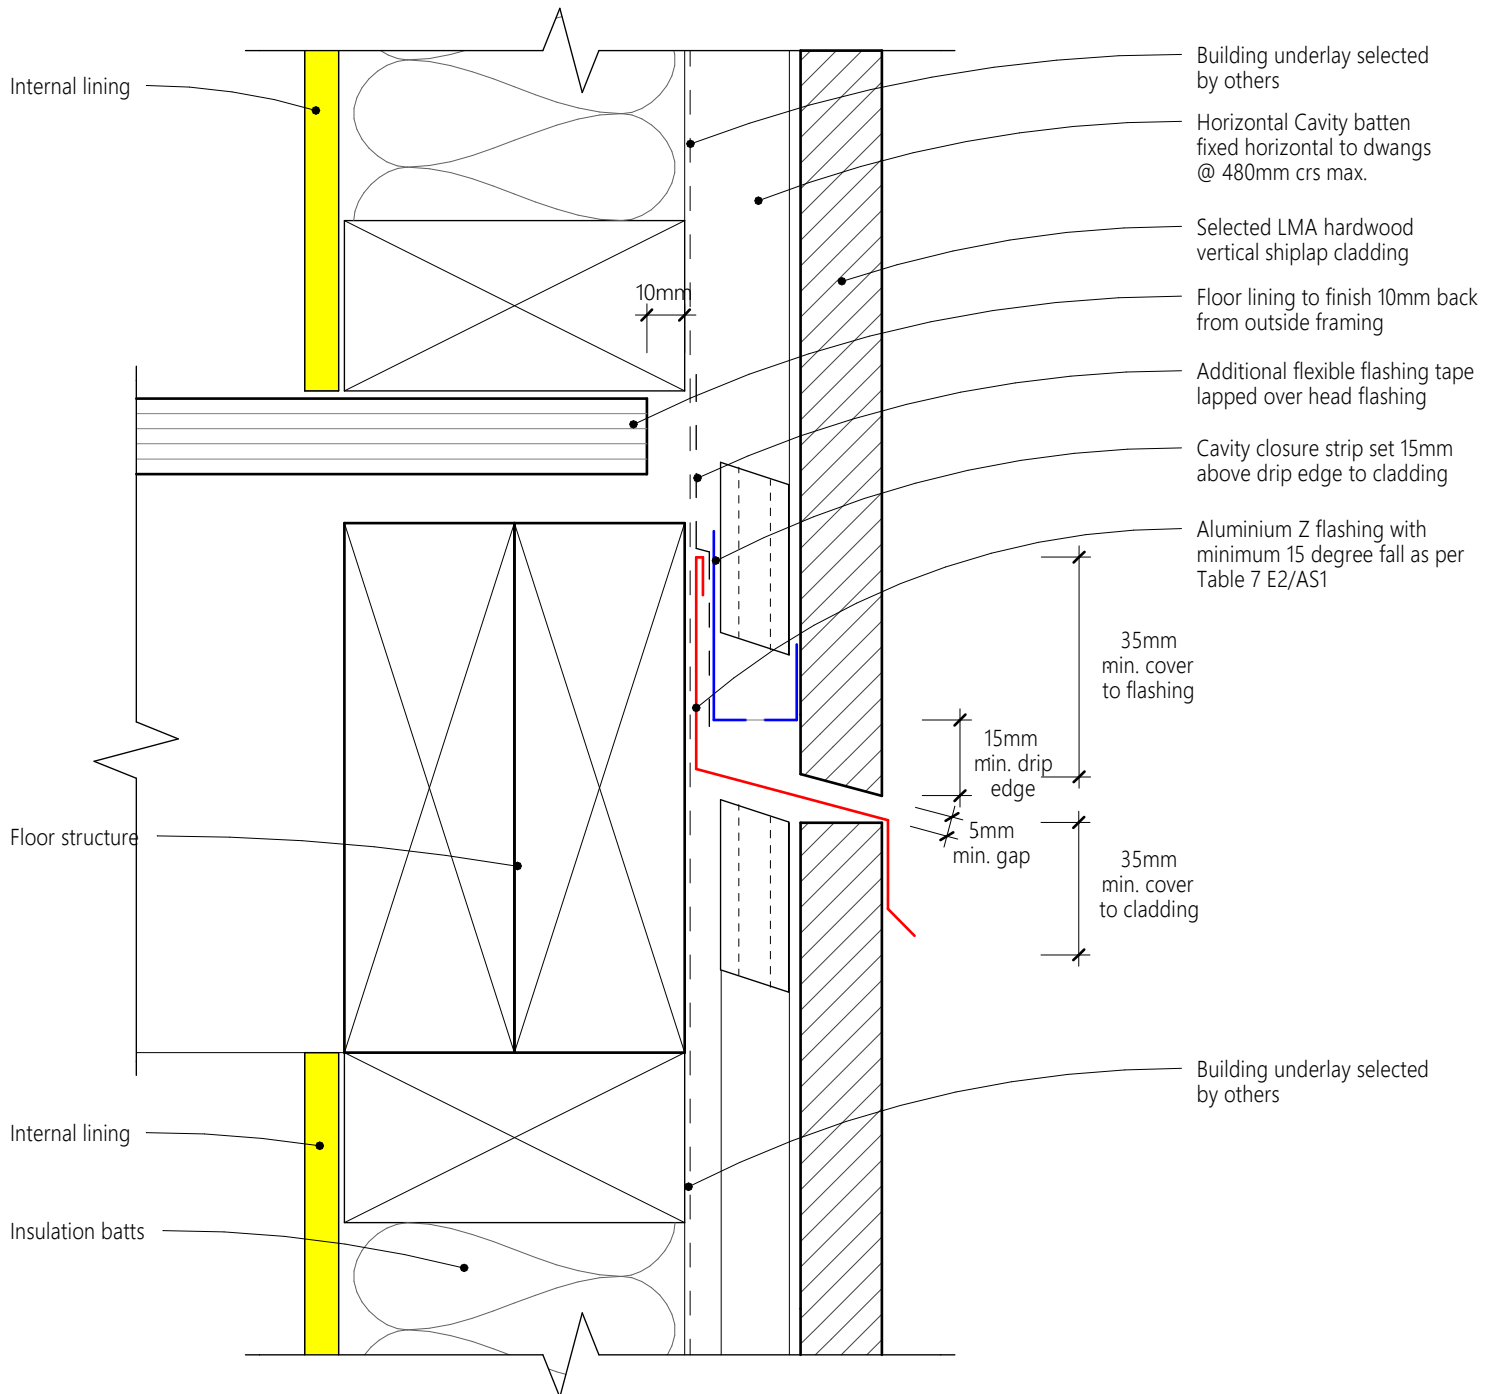 Internal lining
Building underlay selected
by others
Horizontal Cavity batten
fixed horizontal to dwangs
@ 480mm crs max.
Selected LMA hardwood
vertical shiplap cladding
10mm
Floor lining to finish 10mm back
from outside framing
Additional flexible flashing tape
lapped over head flashing
Cavity closure strip set 15mm
above drip edge to cladding
Aluminium Z flashing with
minimum 15 degree fall as per
Table 7 E2/AS1
35mm
min. cover
to flashing
15mm
min. drip
edge
5mm
min. gap
35mm
min. cover
to cladding
Floor structure
Building underlay selected
by others
Internal lining
Insulation batts